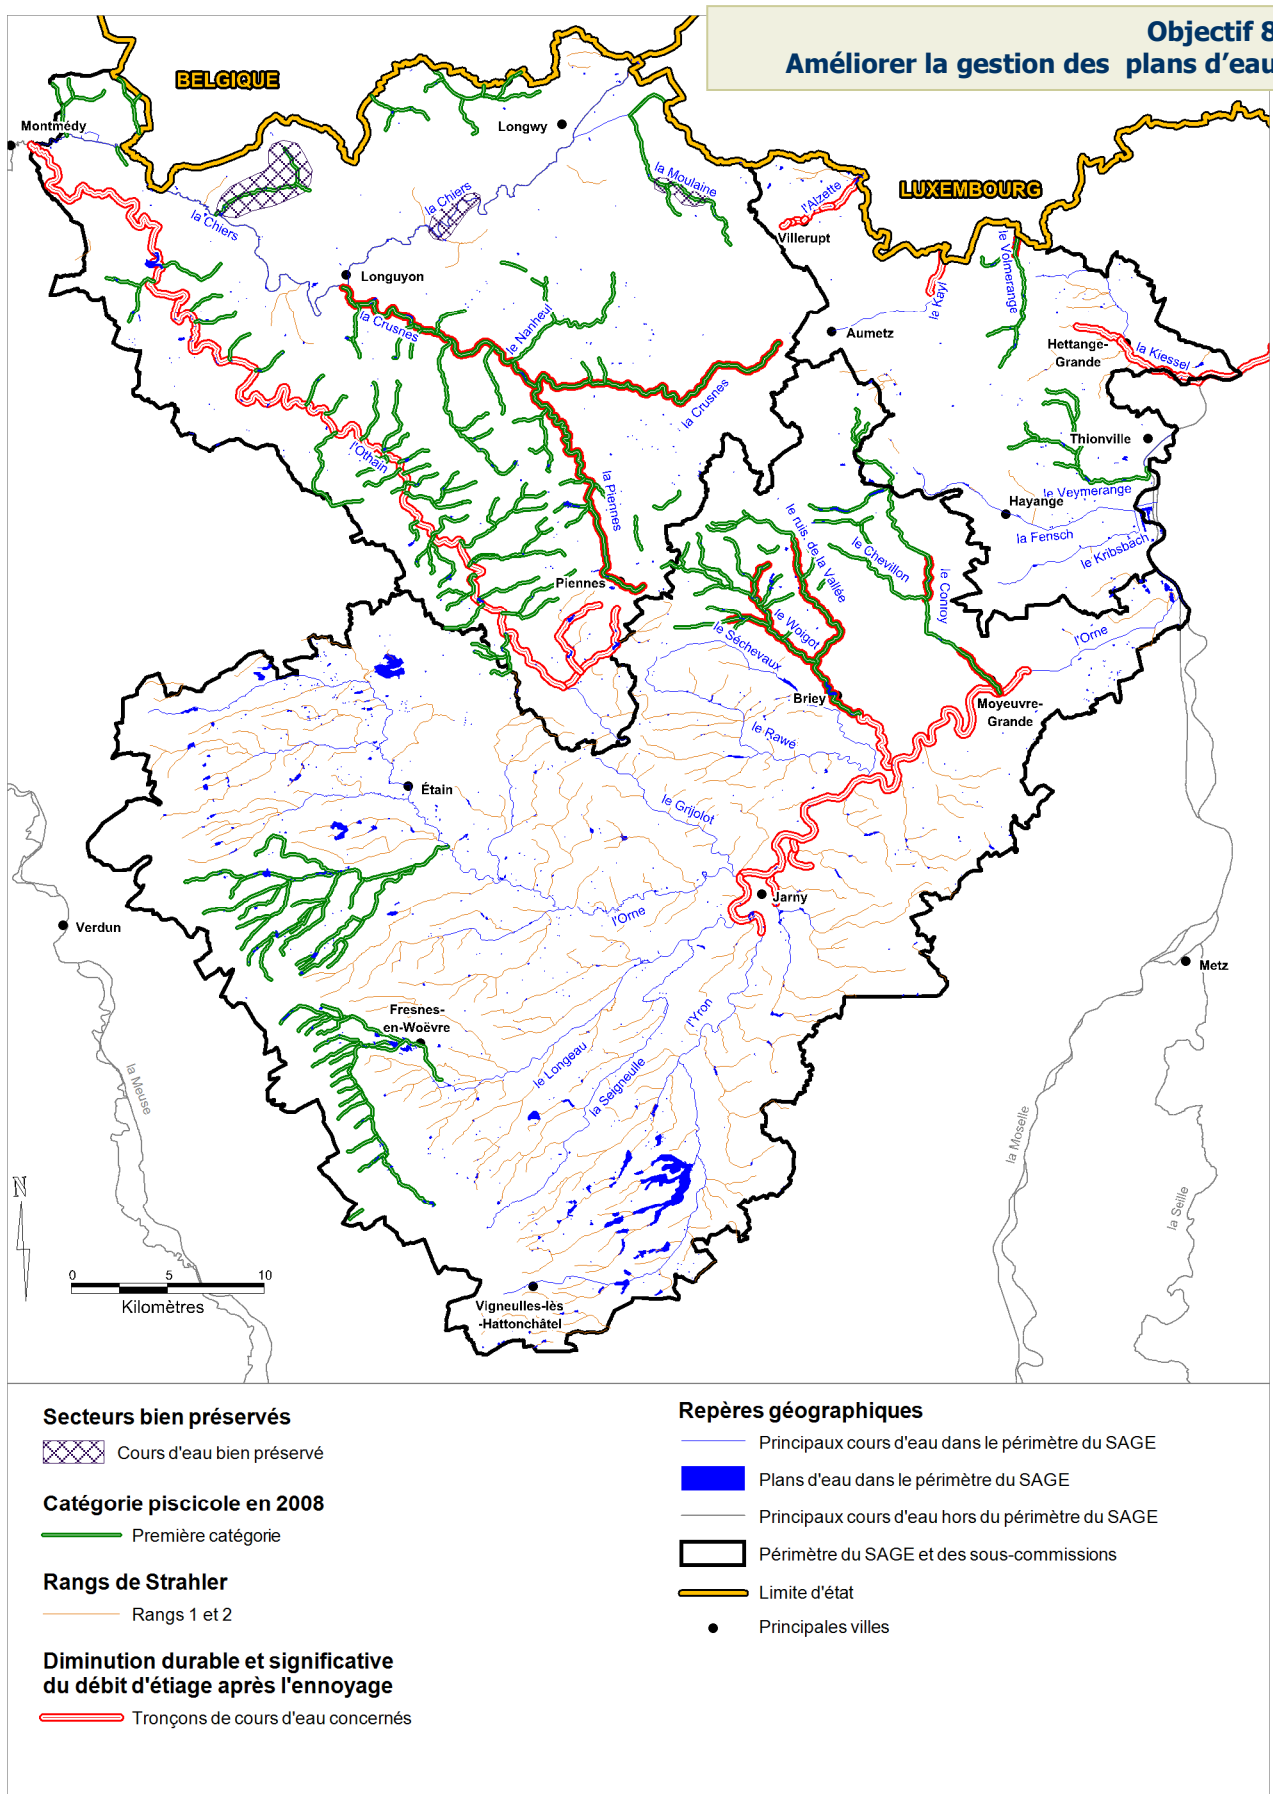 Objectif 8
Améliorer la gestion des plans d'eau
BELGIQUE
Montmédy
Longwy
la Moulaine
LUXEMBOURG
l'Alzette
la Chiers
la Chiers
Villerupt
le Volmerange
Longuyon
le Kayl
la Crusnes
le Nanheul
Aumetz
Hettange-
Grande
la Kiessel
la Crusnes
Thionville
l'Othain
la Piennes
le Veymerange
Hayange
le ruis. de la Vallée
la Fensch
le Chevillon
le Kribsbach
Piennes
le Conroy
le Woigot
le Séchevaux
l'Orne
Briey
Moyeuvre-
Grande
le Rawé
Étain
le Grijolot
Jarny
l'Orne
Verdun
Metz
Fresnes-
en-Woëvre
l'Yron
le Longeau
la Seigneulle
la Meuse
la Moselle
la Seille
N
0 5 10
Kilomètres
Vigneulles-lès
-Hattonchâtel
Secteurs bien préservés
Cours d'eau bien préservé
Catégorie piscicole en 2008
Première catégorie
Rangs de Strahler
Rangs 1 et 2
Diminution durable et significative
du débit d'étiage après l'ennoyage
Tronçons de cours d'eau concernés
Repères géographiques
Principaux cours d'eau dans le périmètre du SAGE
Plans d'eau dans le périmètre du SAGE
Principaux cours d'eau hors du périmètre du SAGE
Périmètre du SAGE et des sous-commissions
Limite d'état
Principales villes